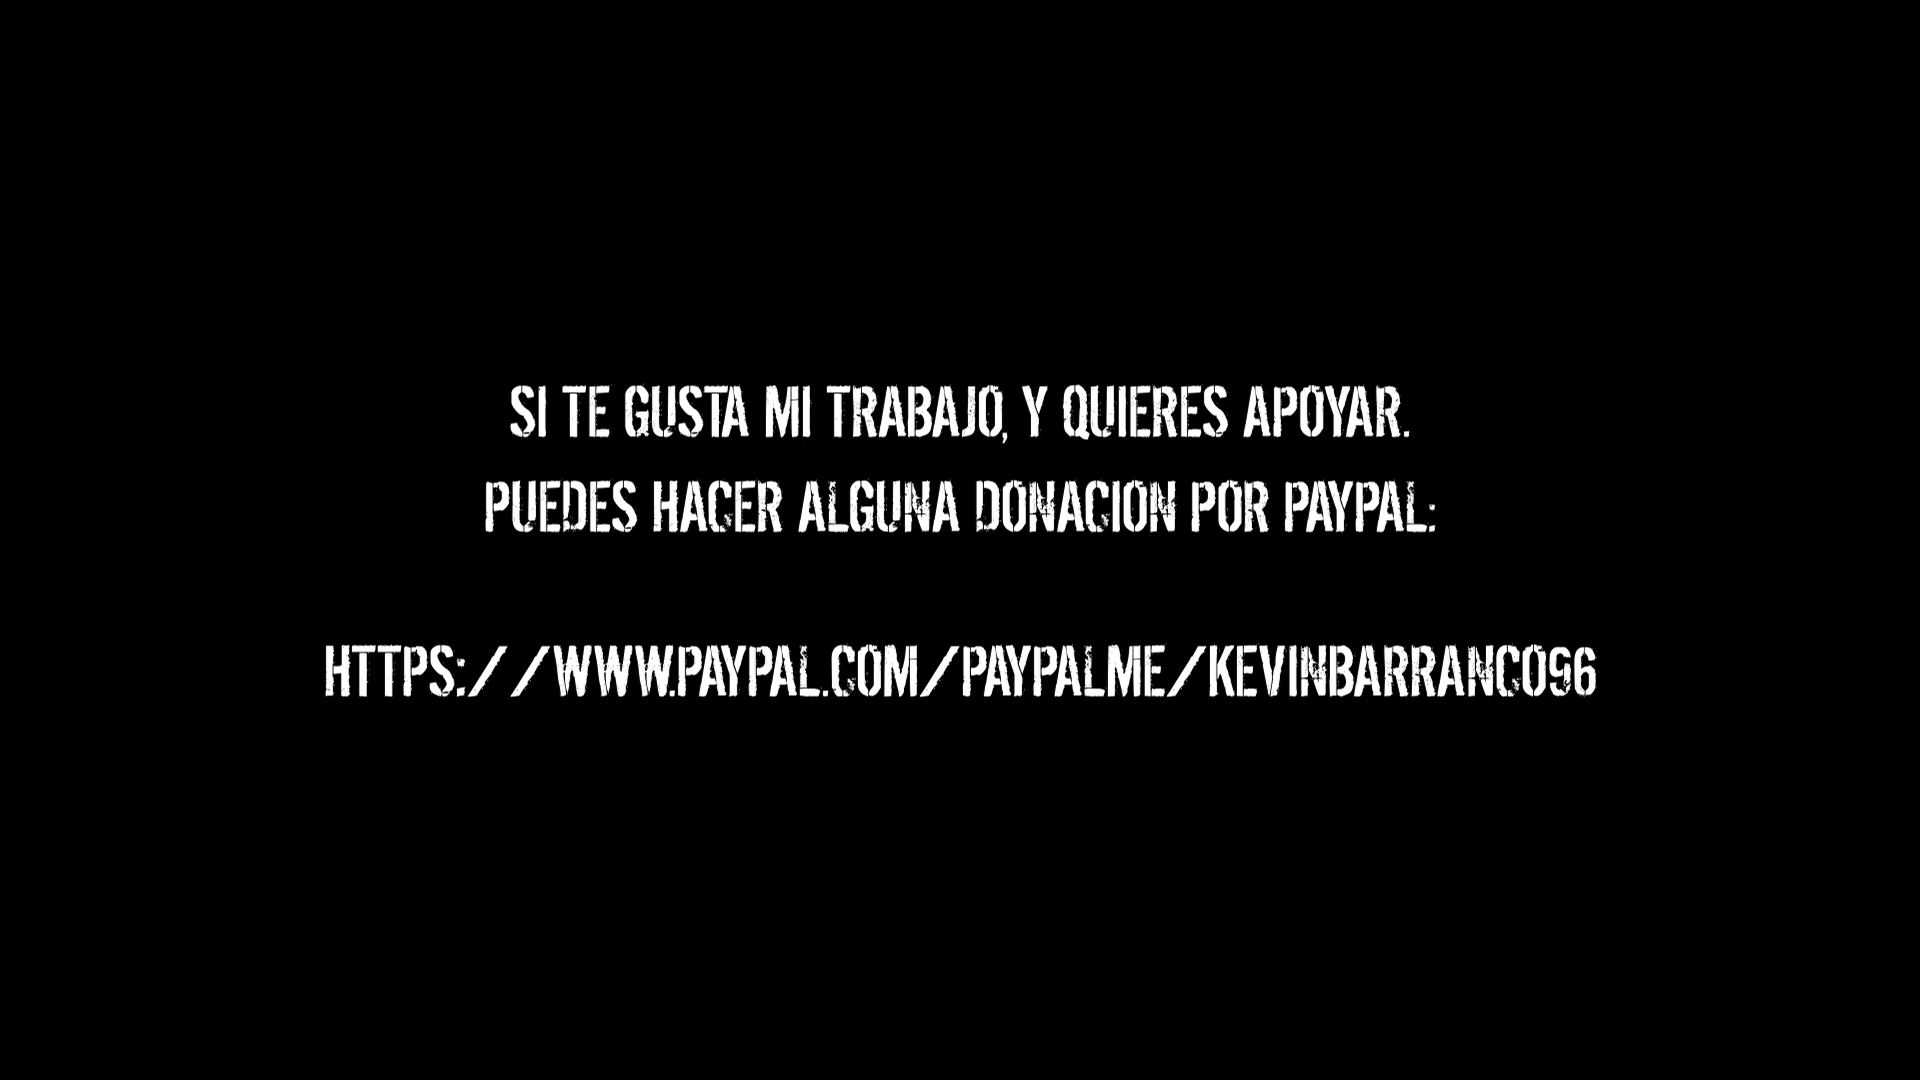 SI TE GUSTA MI TRABAJO, Y QUIERES APOYAR.
PUEDES HACER ALGUNA DONACION POR PAYPAL:
HTTPS://WWW.PAYPAL.COM/PAYPALME/KEVINBARRANCO96